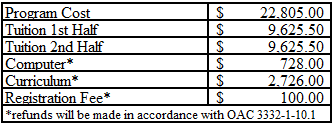 Program Cost $ 22.805.00
Tuition 1st Half $ 9.625.50
Tuition 2nd Half $ 9.625.50
Computer* $ 728.00
Curriculum* $ 2.726.00
Registration Fee* $ 100.00
*refunds will be made in accordance with OAC 3332-1-10.1